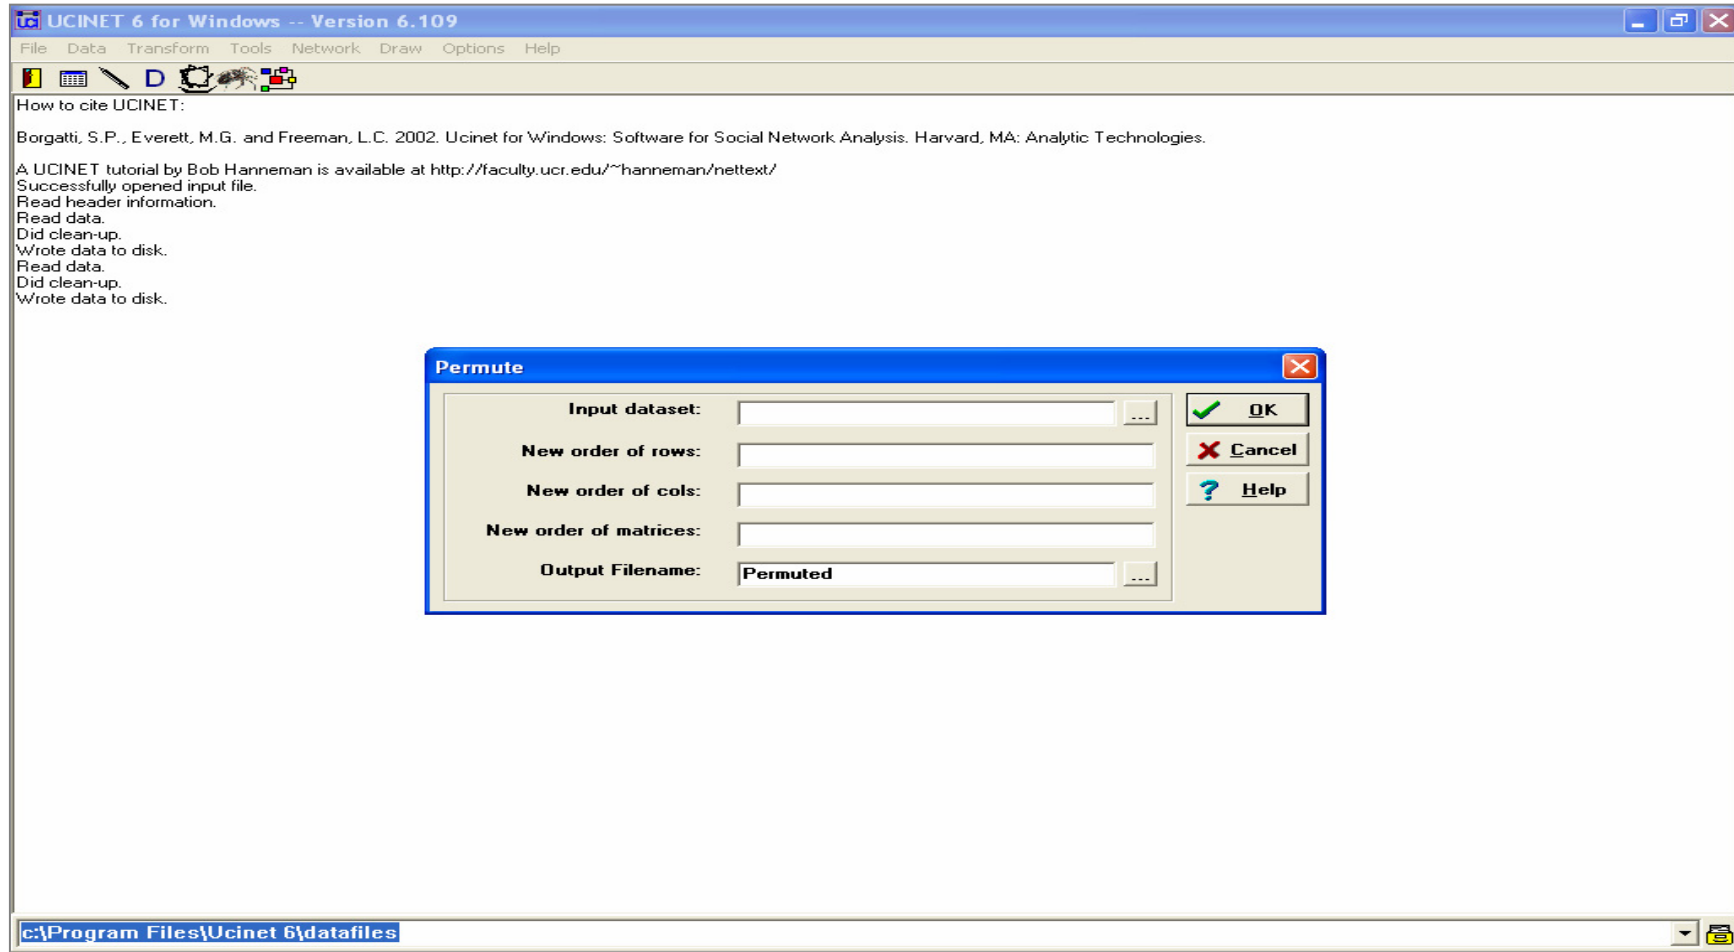 UCINET 6 for Windows -- Version 6.109
File Data Transform Tools Network Draw Options Help
D
How to cite UCINET:
Borgatti, S.P., Everett, M.G. and Freeman, L.C. 2002. Ucinet for Windows: Software for Social Network Analysis. Harvard, MA: Analytic Technologies.
A UCINET tutorial by Bob Hanneman is available at http://faculty.ucr.edu/~hanneman/nettext/
Successfully opened input file.
Read header information.
Read data.
Did clean-up.
Wrote data to disk.
Read data.
Did clean-up.
Wrote data to disk.
Permute
Input dataset: ... OK
New order of rows: Cancel
New order of cols: Help
New order of matrices:
Output Filename: Permuted ...
c:\Program Files\Ucinet 6\datafiles